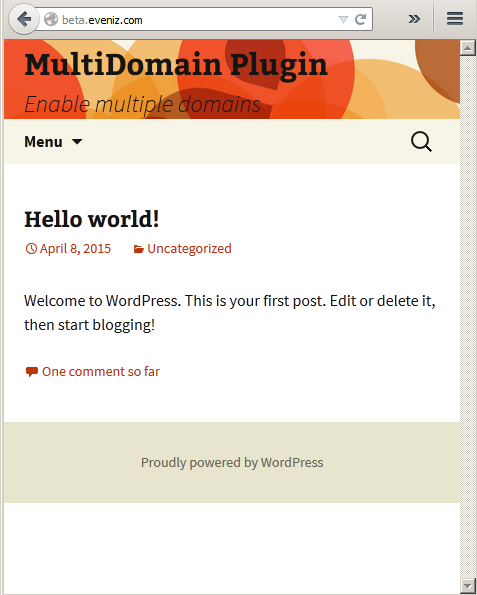 beta.eveniz.com
MultiDomain Plugin
Enable multiple domains
Menu
Hello world!
April 8, 2015 Uncategorized
Welcome to WordPress. This is your first post. Edit or delete it,
then start blogging!
One comment so far
Proudly powered by WordPress